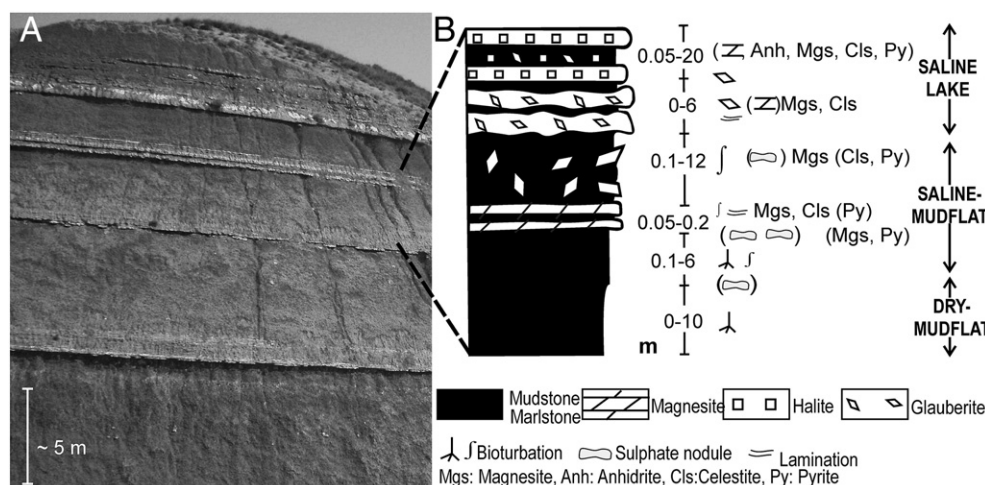 A
~ 5 m
B
0.05-20
( Anh, Mgs, Cls, Py)
0-6
( )Mgs, Cls
0.1-12
( ) Mgs (Cls, Py)
0.05-0.2
Mgs, Cls (Py)
( ) (Mgs, Py)
0.1-6
( )
0-10
m
SALINE
LAKE
SALINE-
MUDFLAT
DRY-
MUDFLAT
Mudstone
Marlstone
Magnesite
Halite
Glauberite
Bioturbation
Sulphate nodule
Lamination
Mgs: Magnesite, Anh: Anhidrite, Cls:Celestite, Py: Pyrite